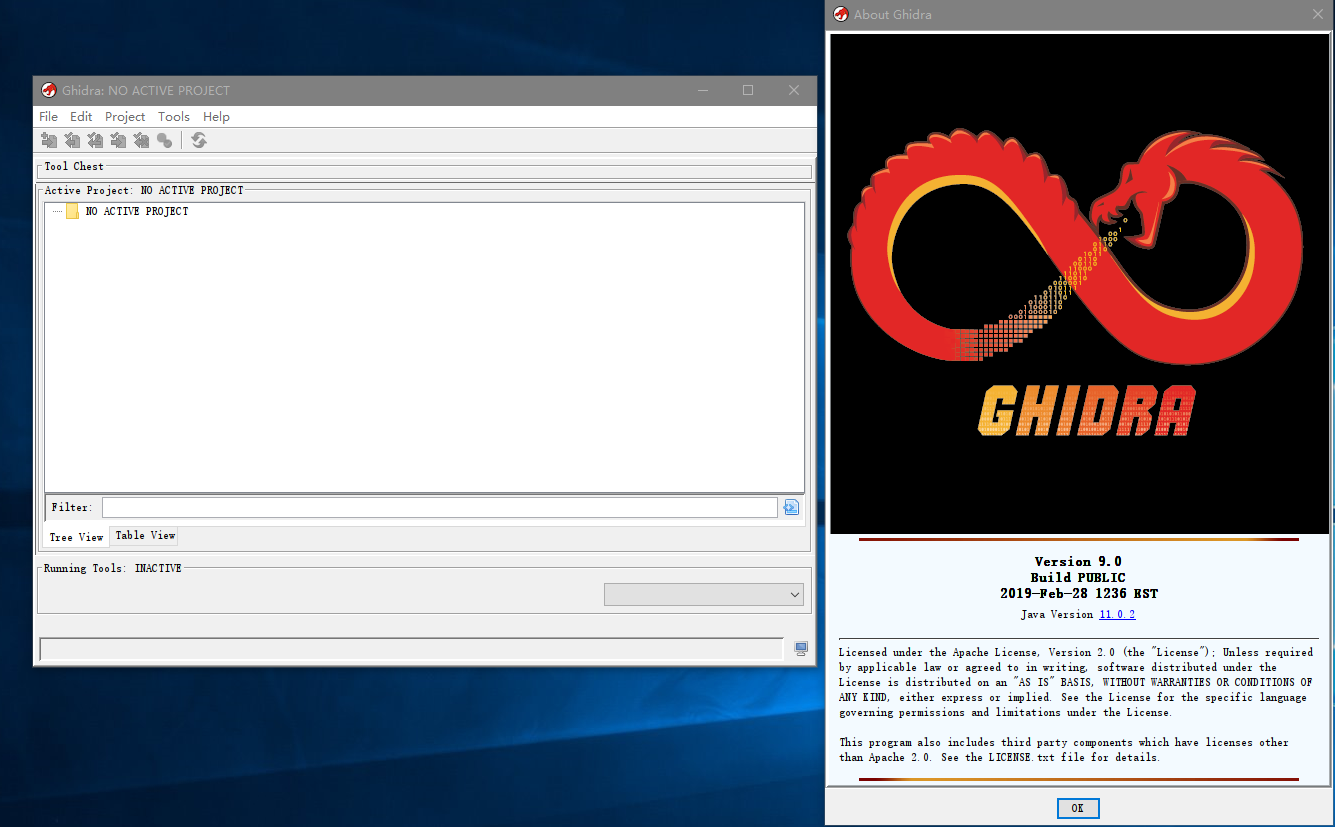 Ghidra: NO ACTIVE PROJECT
File Edit Project Tools Help
Tool Chest
Active Project: NO ACTIVE PROJECT
NO ACTIVE PROJECT
Filter:
Tree View Table View
Running Tools: INACTIVE
About Ghidra
GHIDRA
Version 9.0
Build PUBLIC
2019-Feb-28 1236 EST
Java Version 11.0.2
Licensed under the Apache License, Version 2.0 (the "License"); Unless required
by applicable law or agreed to in writing, software distributed under the
License is distributed on an "AS IS" BASIS, WITHOUT WARRANTIES OR CONDITIONS OF
ANY KIND, either express or implied. See the License for the specific language
governing permissions and limitations under the License.
This program also includes third party components which have licenses other
than Apache 2.0. See the LICENSE.txt file for details.
OK